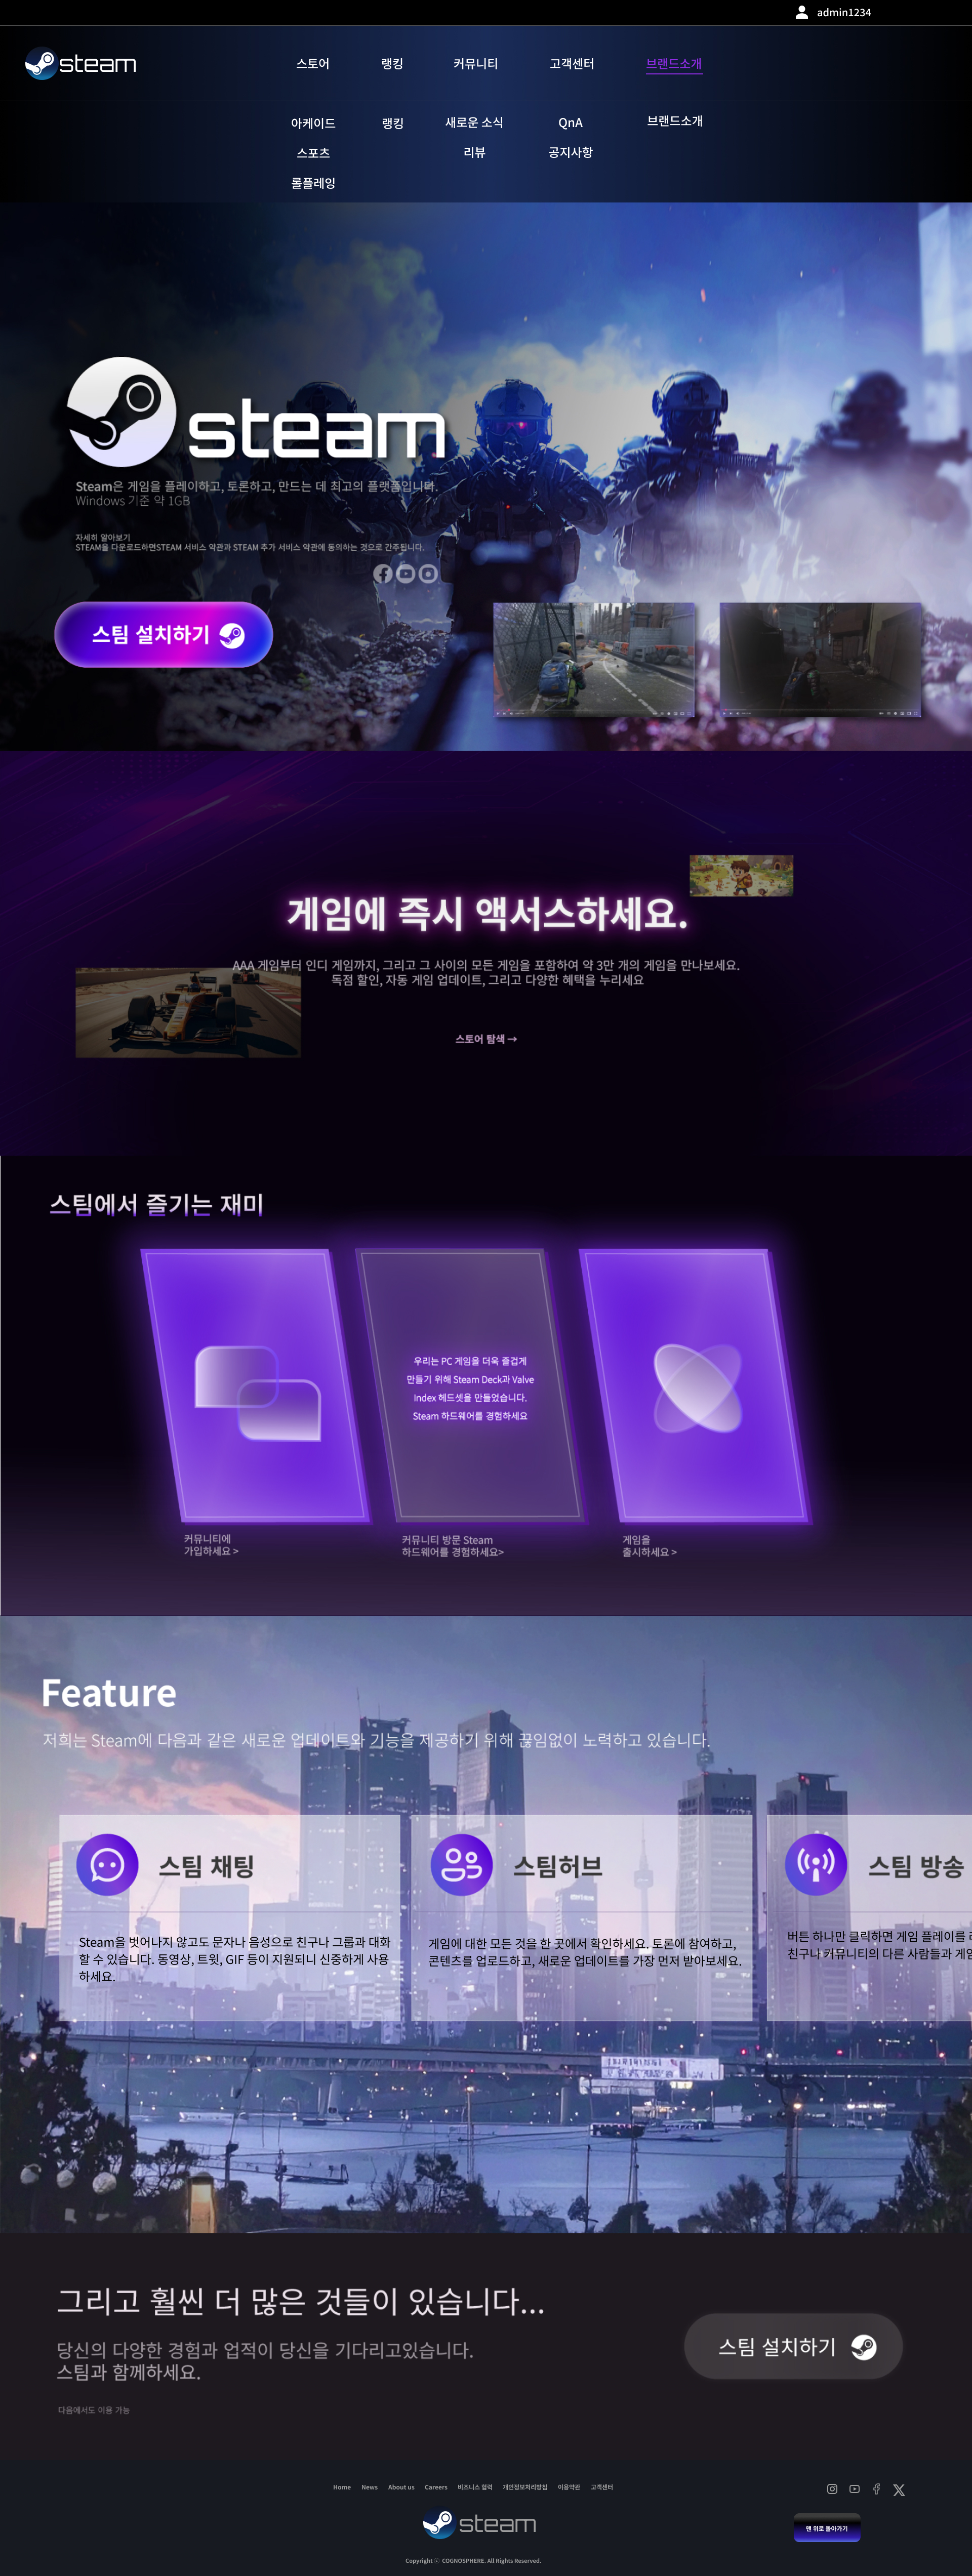 admin1234
steam
스토어 랭킹 커뮤니티 고객센터 브랜드소개
아케이드 랭킹 새로운 소식 QnA 브랜드소개
스포츠 리뷰 공지사항
롤플레잉
steam
Steam은 게임을 플레이하고, 토론하고, 만드는 데 최고의 플랫폼입니다.
Windows 기준 약 1GB
자세히 알아보기
STEAM을 다운로드하면STEAM 서비스 약관과 STEAM 추가 서비스 약관에 동의하는 것으로 간주됩니다.
스팀 설치하기
게임에 즉시 액서스하세요.
AAA 게임부터 인디 게임까지, 그리고 그 사이의 모든 게임을 포함하여 약 3만 개의 게임을 만나보세요.
독점 할인, 자동 게임 업데이트, 그리고 다양한 혜택을 누리세요
스토어 탐색 →
스팀에서 즐기는 재미
우리는 PC 게임을 더욱 즐겁게
만들기 위해 Steam Deck과 Valve
Index 헤드셋을 만들었습니다.
Steam 하드웨어를 경험하세요
커뮤니티에
가입하세요 >
커뮤니티 방문 Steam
하드웨어를 경험하세요>
게임을
출시하세요 >
Feature
저희는 Steam에 다음과 같은 새로운 업데이트와 기능을 제공하기 위해 끊임없이 노력하고 있습니다.
스팀 채팅
Steam을 벗어나지 않고도 문자나 음성으로 친구나 그룹과 대화
할 수 있습니다. 동영상, 트윗, GIF 등이 지원되니 신중하게 사용
하세요.
스팀허브
게임에 대한 모든 것을 한 곳에서 확인하세요. 토론에 참여하고,
콘텐츠를 업로드하고, 새로운 업데이트를 가장 먼저 받아보세요.
스팀 방송
버튼 하나만 클릭하면 게임 플레이를
친구나 커뮤니티의 다른 사람들과
그리고 훨씬 더 많은 것들이 있습니다...
당신의 다양한 경험과 업적이 당신을 기다리고있습니다.
스팀과 함께하세요.
다음에서도 이용 가능
스팀 설치하기
Home News About us Careers 비즈니스 협력 개인정보처리방침 이용약관 고객센터
steam
맨 위로 돌아가기
Copyright ⓒ COGNOSPHERE. All Rights Reserved.